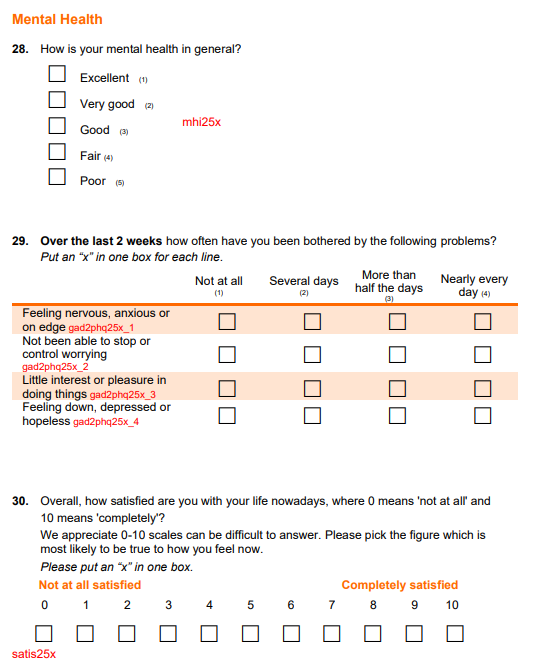 Mental Health
28. How is your mental health in general?
Excellent (1)
Very good (2)
Good (3)
mhi25x
Fair (4)
Poor (5)
29. Over the last 2 weeks how often have you been bothered by the following problems?
Put an “x” in one box for each line.
Not at all (1) Several days (2) More than half the days (3) Nearly every day (4)
Feeling nervous, anxious or
on edge gad2phq25x_1
Not been able to stop or
control worrying
gad2phq25x_2
Little interest or pleasure in
doing things gad2phq25x_3
Feeling down, depressed or
hopeless gad2phq25x_4
30. Overall, how satisfied are you with your life nowadays, where 0 means 'not at all' and
10 means 'completely'?
We appreciate 0-10 scales can be difficult to answer. Please pick the figure which is
most likely to be true to how you feel now.
Please put an “x” in one box.
Not at all satisfied Completely satisfied
0 1 2 3 4 5 6 7 8 9 10
satis25x